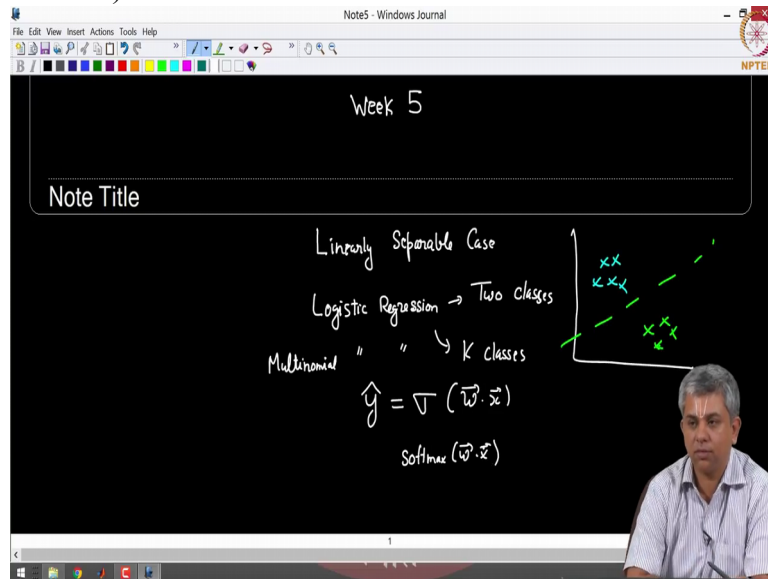 Note5 - Windows Journal
File Edit View Insert Actions Tools Help
B I
NPTEL
Week 5
Note Title
Linearly Separable Case
Logistic Regression → Two classes
Multinomial " " ↘ K classes
ŷ = σ (w⃗·x⃗)
Softmax (w⃗·x⃗)
1